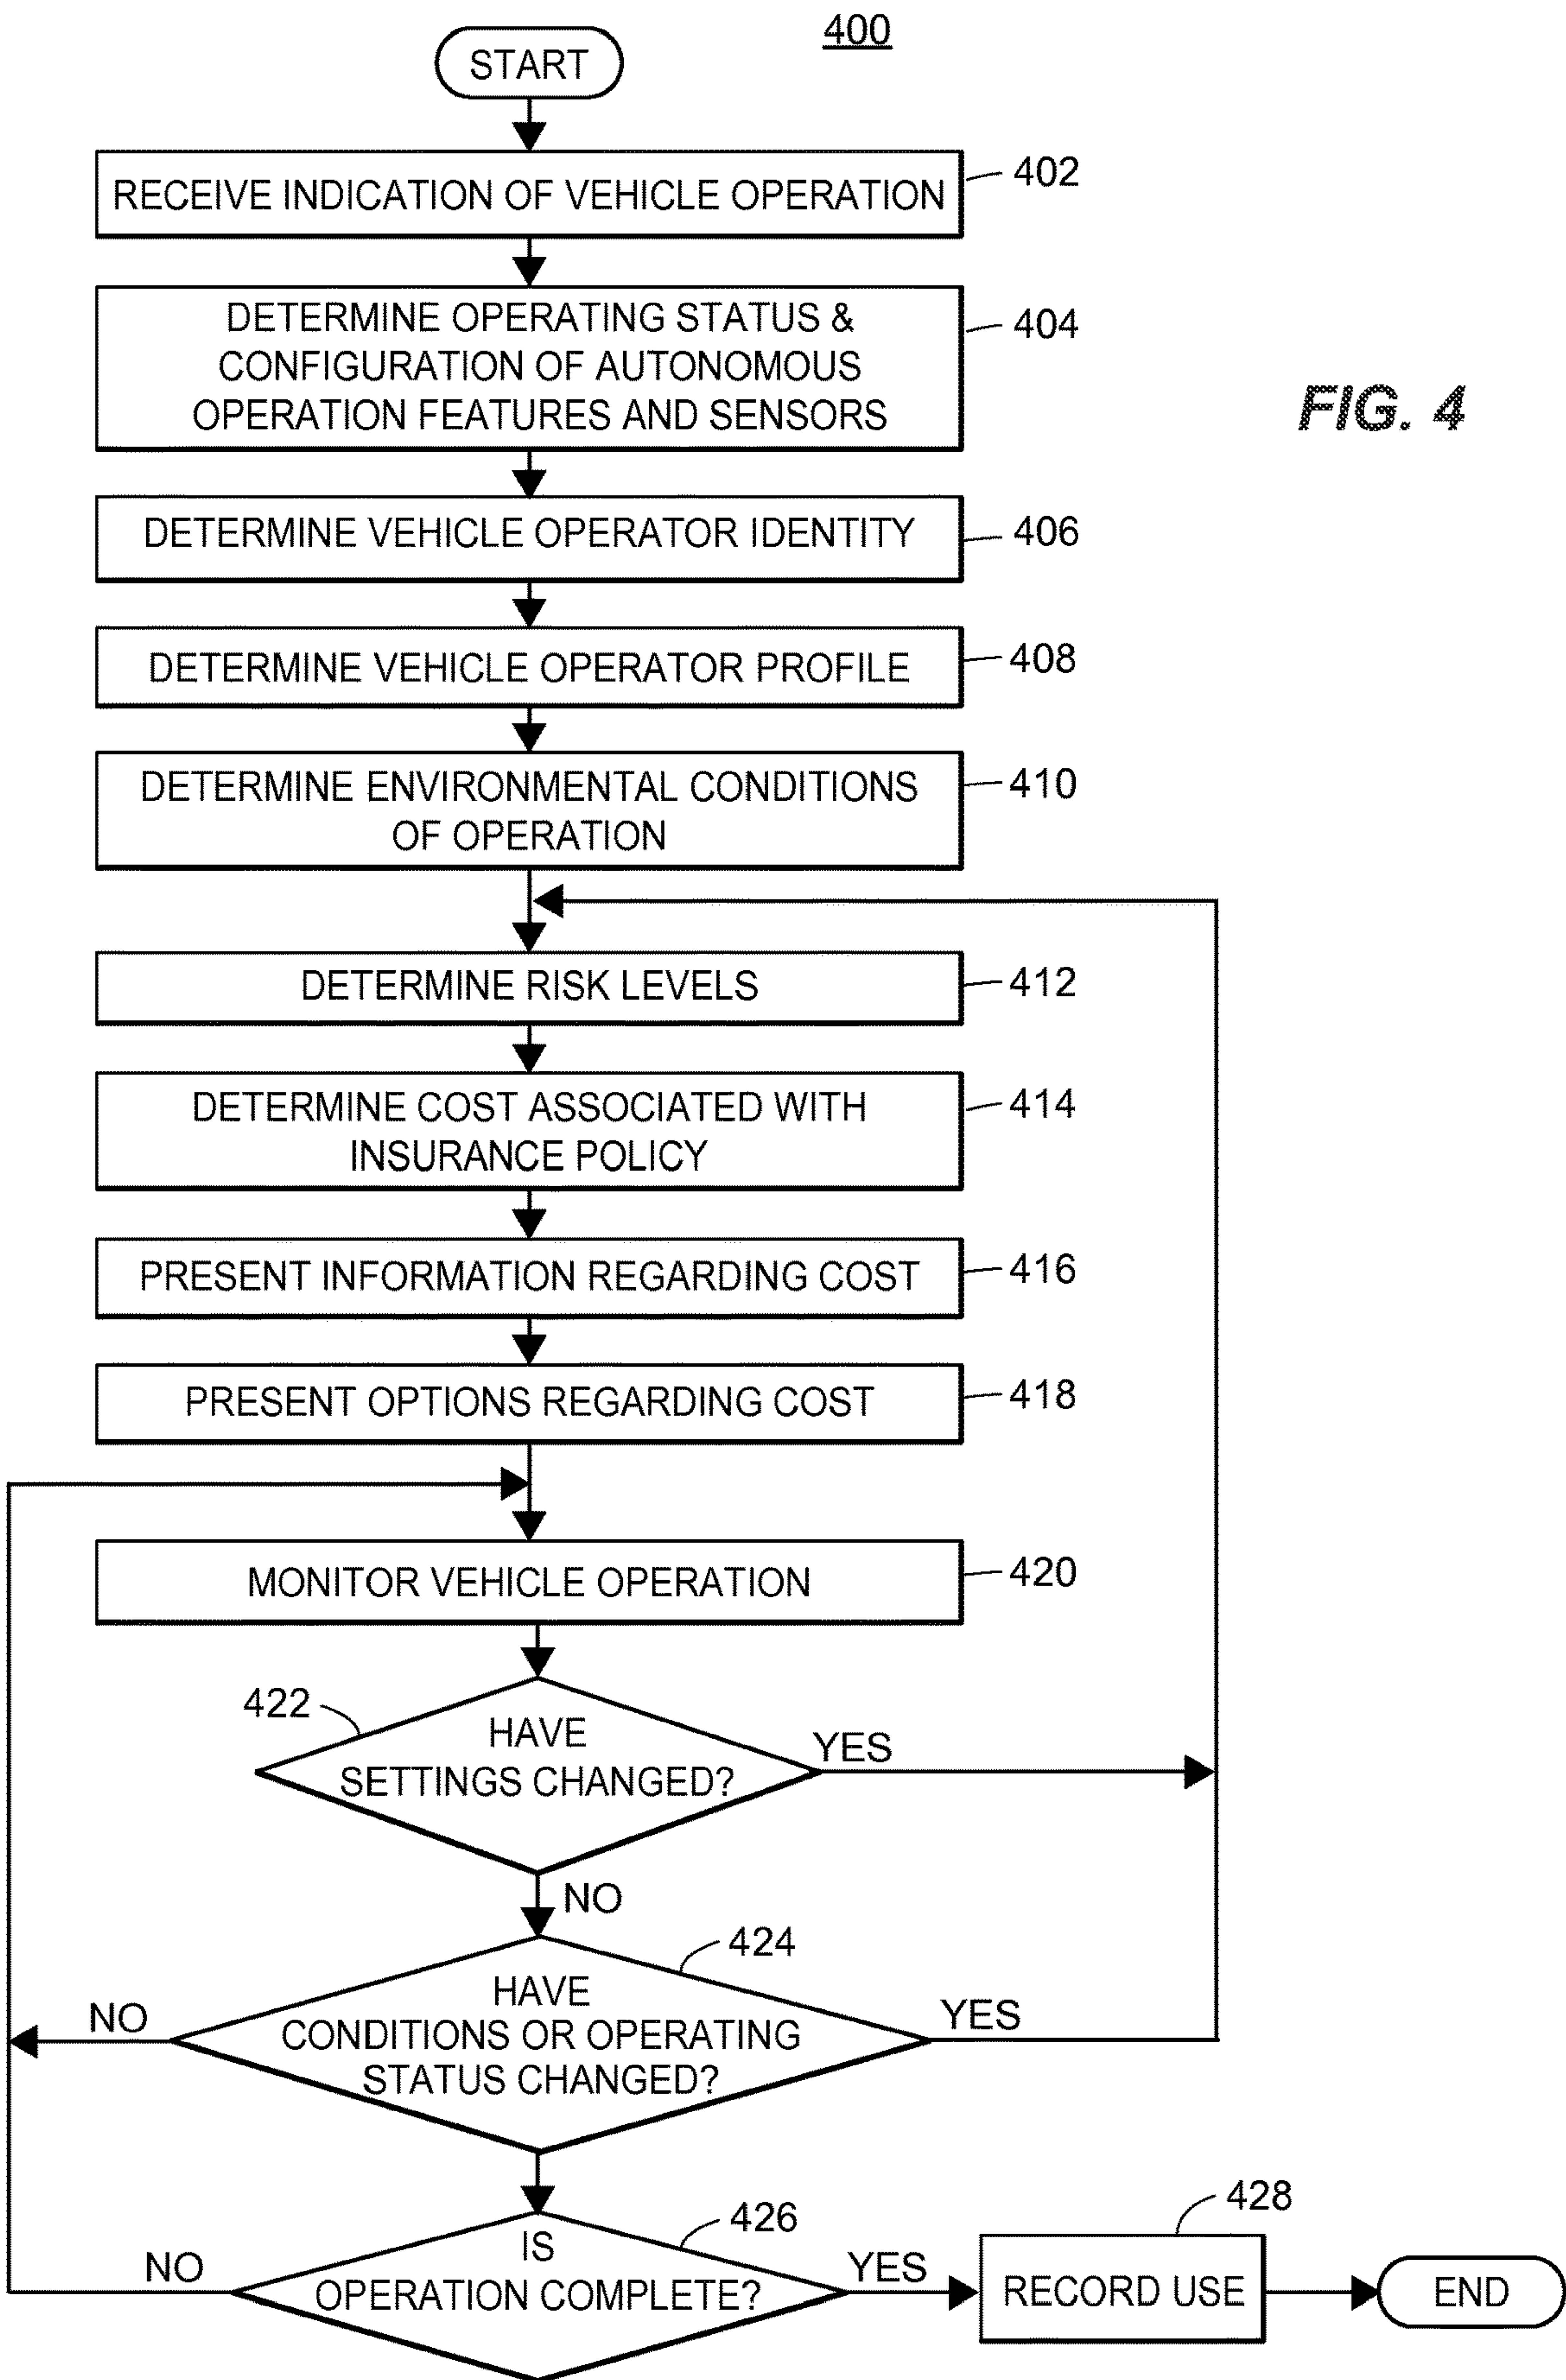 400
START
RECEIVE INDICATION OF VEHICLE OPERATION
402
DETERMINE OPERATING STATUS &
CONFIGURATION OF AUTONOMOUS
OPERATION FEATURES AND SENSORS
404
FIG. 4
DETERMINE VEHICLE OPERATOR IDENTITY
406
DETERMINE VEHICLE OPERATOR PROFILE
408
DETERMINE ENVIRONMENTAL CONDITIONS
OF OPERATION
410
DETERMINE RISK LEVELS
412
DETERMINE COST ASSOCIATED WITH
INSURANCE POLICY
414
PRESENT INFORMATION REGARDING COST
416
PRESENT OPTIONS REGARDING COST
418
MONITOR VEHICLE OPERATION
420
422
HAVE
SETTINGS CHANGED?
YES
NO
424
HAVE
CONDITIONS OR OPERATING
STATUS CHANGED?
NO
YES
426
IS
OPERATION COMPLETE?
NO
YES
428
RECORD USE
END